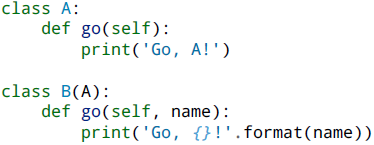 class A:
    def go(self):
        print('Go, A!')

class B(A):
    def go(self, name):
        print('Go, {}!'.format(name))